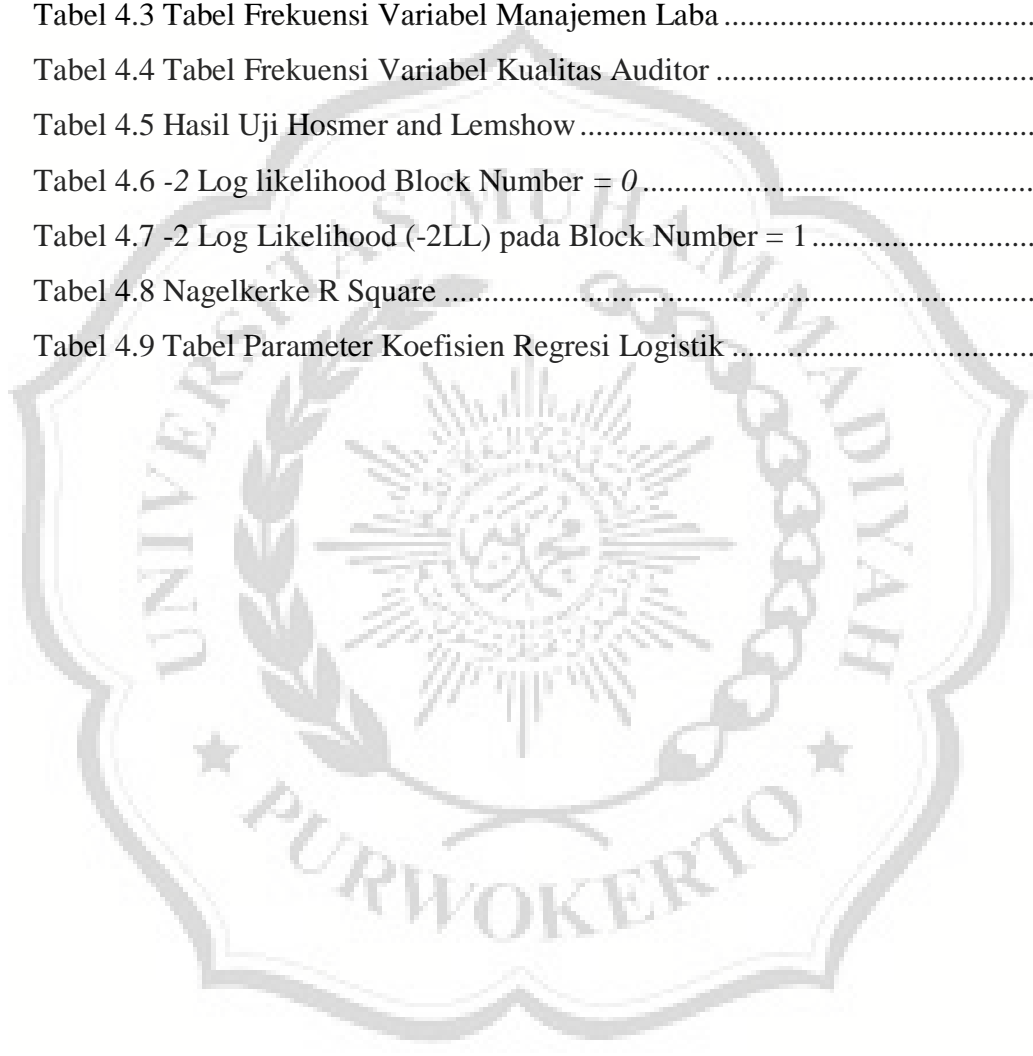 Tabel 4.3 Tabel Frekuensi Variabel Manajemen Laba ........................................
Tabel 4.4 Tabel Frekuensi Variabel Kualitas Auditor ........................................
Tabel 4.5 Hasil Uji Hosmer and Lemshow ........................................
Tabel 4.6 -2 Log likelihood Block Number = 0 ........................................
Tabel 4.7 -2 Log Likelihood (-2LL) pada Block Number = 1 ........................................
Tabel 4.8 Nagelkerke R Square ........................................
Tabel 4.9 Tabel Parameter Koefisien Regresi Logistik ........................................
UNIVERSITAS MUHAMMADIYAH
PURWOKERTO